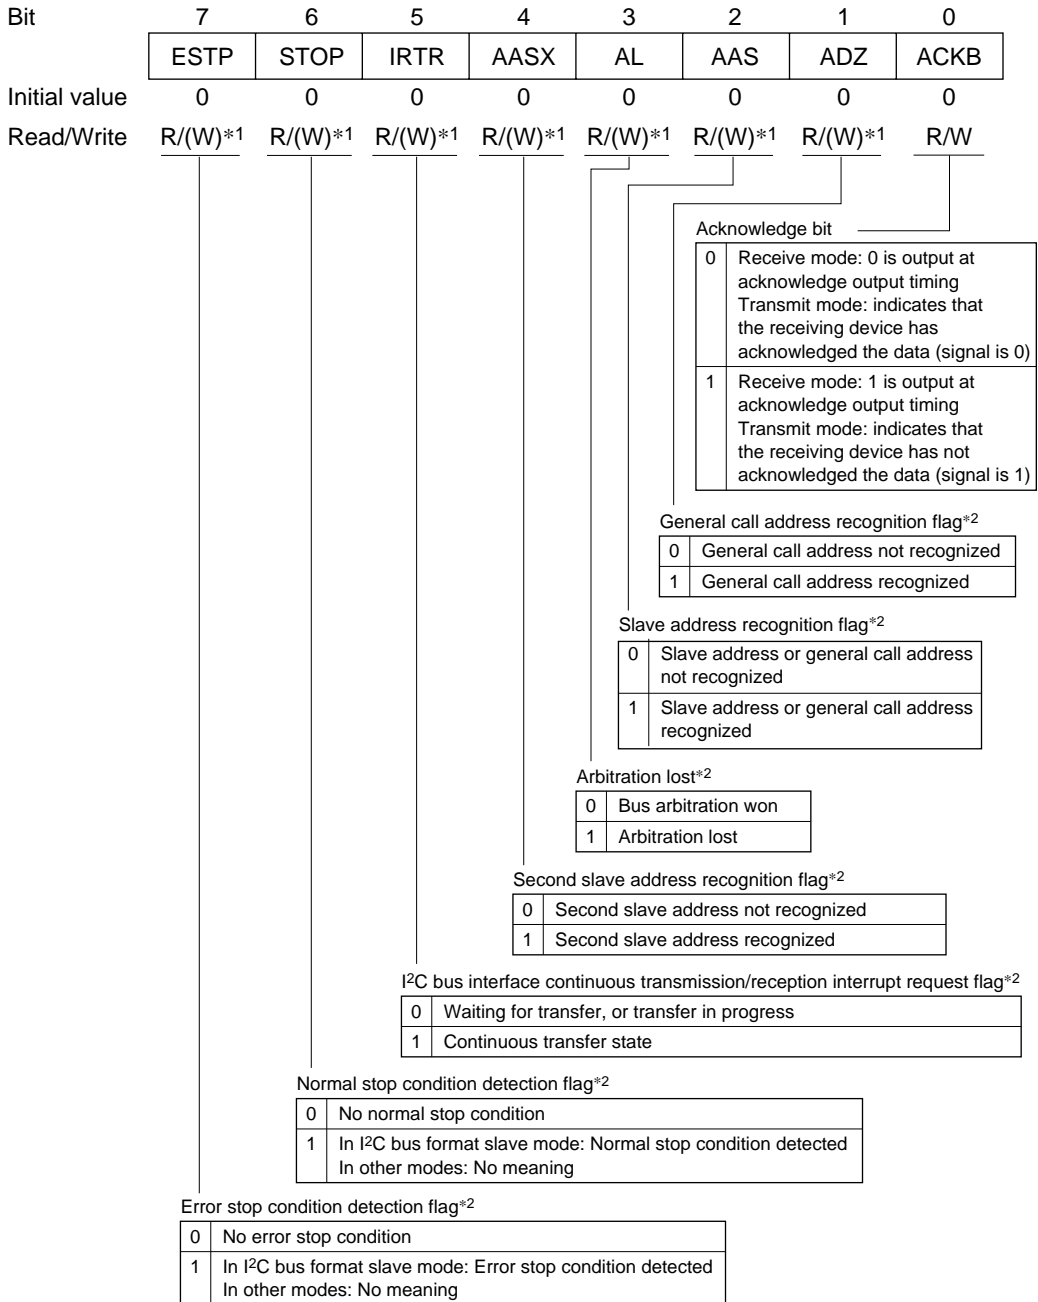 Bit 7 6 5 4 3 2 1 0
ESTP STOP IRTR AASX AL AAS ADZ ACKB
Initial value 0 0 0 0 0 0 0 0
Read/Write R/(W)*1 R/(W)*1 R/(W)*1 R/(W)*1 R/(W)*1 R/(W)*1 R/(W)*1 R/W
Acknowledge bit
0 Receive mode: 0 is output at
acknowledge output timing
Transmit mode: indicates that
the receiving device has
acknowledged the data (signal is 0)
1 Receive mode: 1 is output at
acknowledge output timing
Transmit mode: indicates that
the receiving device has not
acknowledged the data (signal is 1)
General call address recognition flag*2
0 General call address not recognized
1 General call address recognized
Slave address recognition flag*2
0 Slave address or general call address
not recognized
1 Slave address or general call address
recognized
Arbitration lost*2
0 Bus arbitration won
1 Arbitration lost
Second slave address recognition flag*2
0 Second slave address not recognized
1 Second slave address recognized
I2C bus interface continuous transmission/reception interrupt request flag*2
0 Waiting for transfer, or transfer in progress
1 Continuous transfer state
Normal stop condition detection flag*2
0 No normal stop condition
1 In I2C bus format slave mode: Normal stop condition detected
In other modes: No meaning
Error stop condition detection flag*2
0 No error stop condition
1 In I2C bus format slave mode: Error stop condition detected
In other modes: No meaning